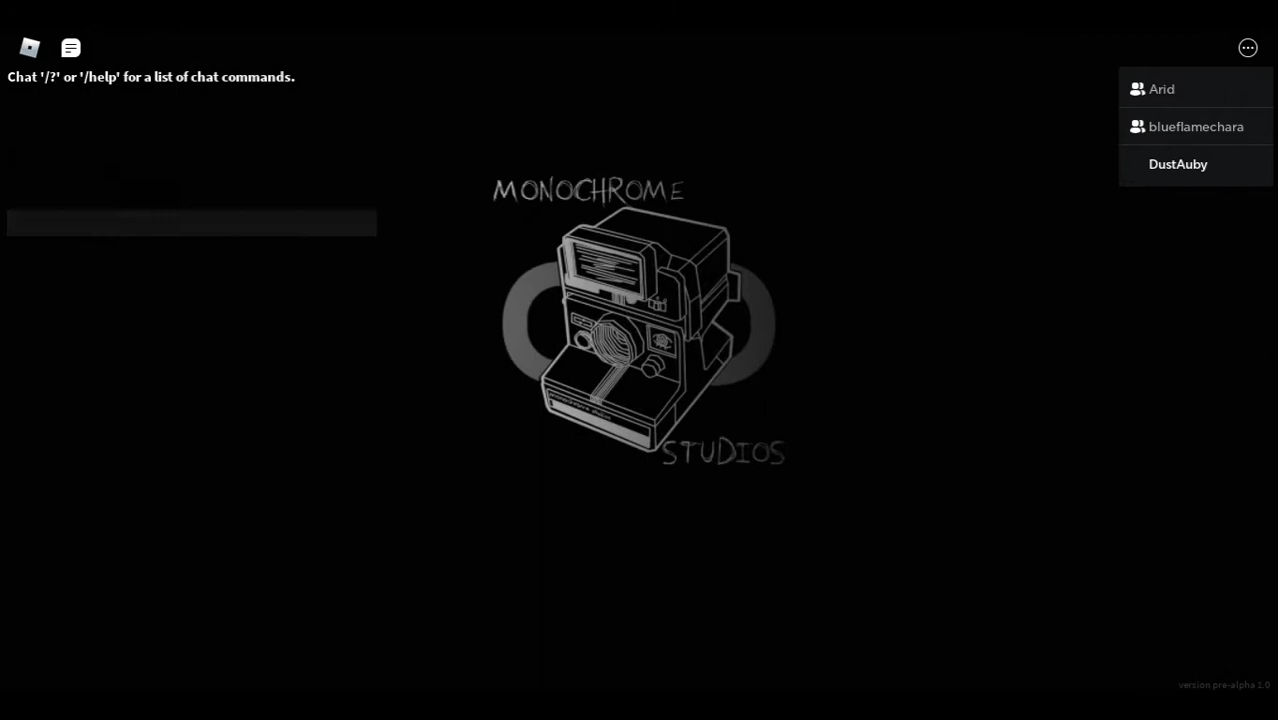 Chat '/?' or '/help' for a list of chat commands.
Arid
blueflamechara
DustAuby
MONOCHROME
STUDIOS
version pre-alpha 1.0